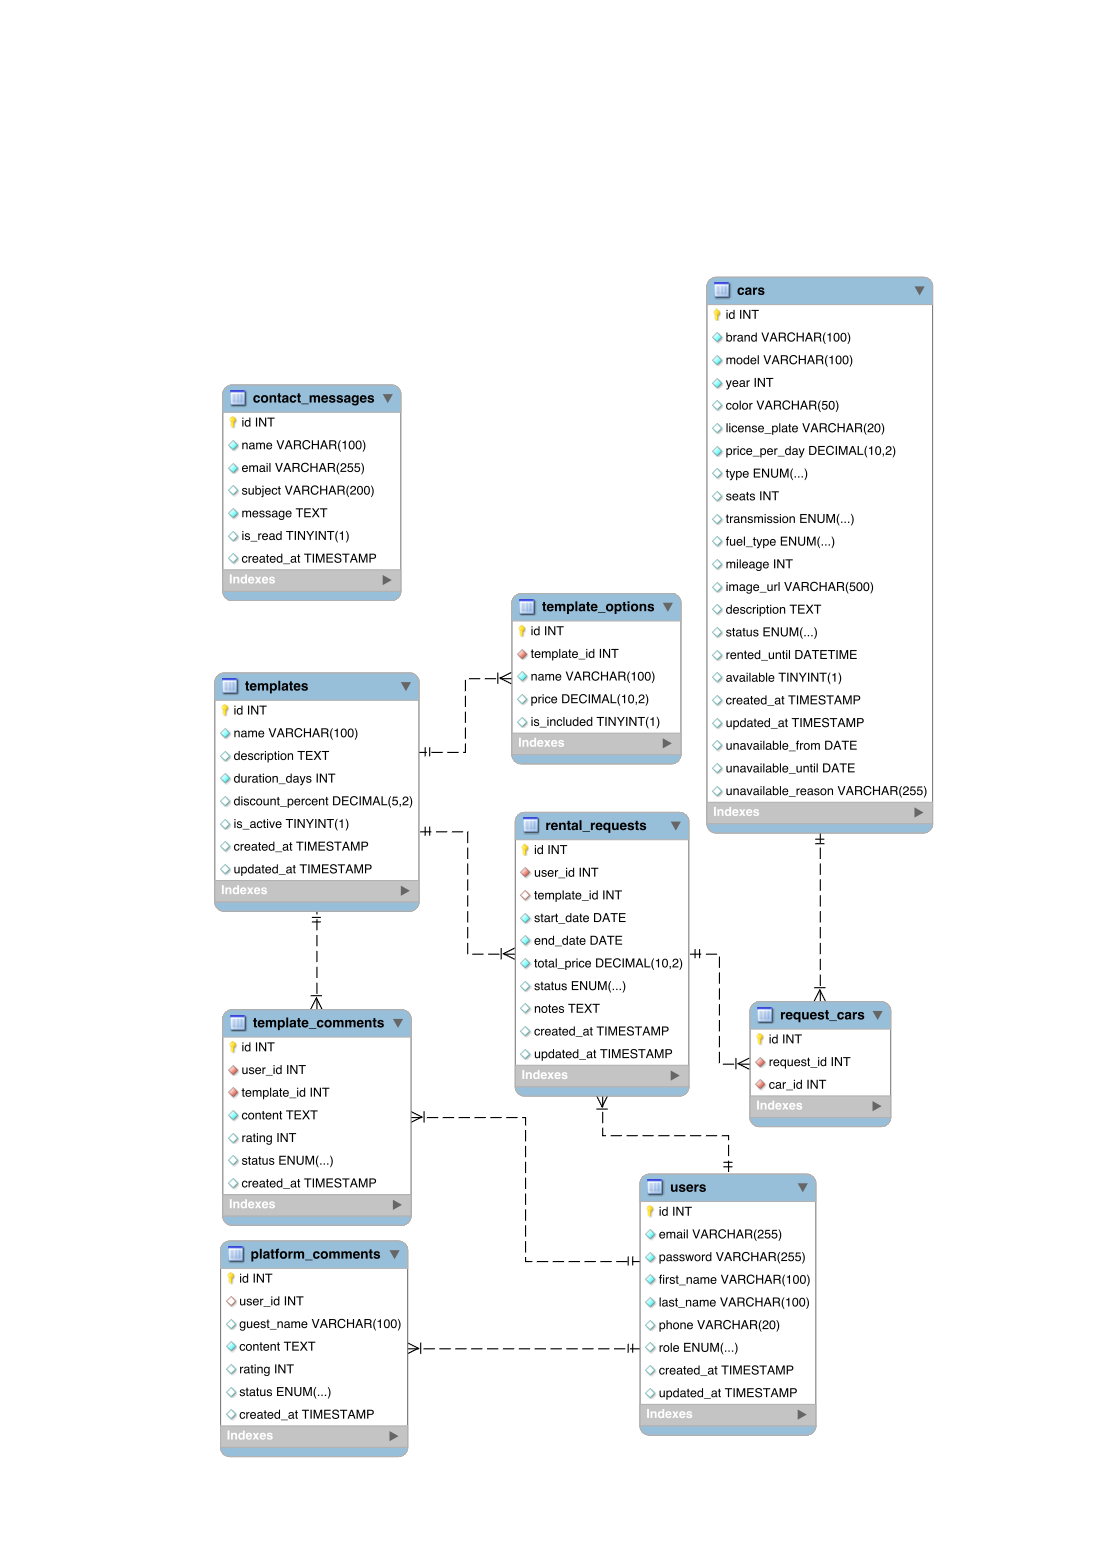 cars
id INT
brand VARCHAR(100)
model VARCHAR(100)
year INT
color VARCHAR(50)
license_plate VARCHAR(20)
price_per_day DECIMAL(10,2)
type ENUM(...)
seats INT
transmission ENUM(...)
fuel_type ENUM(...)
mileage INT
image_url VARCHAR(500)
description TEXT
status ENUM(...)
rented_until DATETIME
available TINYINT(1)
created_at TIMESTAMP
updated_at TIMESTAMP
unavailable_from DATE
unavailable_until DATE
unavailable_reason VARCHAR(255)
Indexes
contact_messages
id INT
name VARCHAR(100)
email VARCHAR(255)
subject VARCHAR(200)
message TEXT
is_read TINYINT(1)
created_at TIMESTAMP
Indexes
template_options
id INT
template_id INT
name VARCHAR(100)
price DECIMAL(10,2)
is_included TINYINT(1)
Indexes
templates
id INT
name VARCHAR(100)
description TEXT
duration_days INT
discount_percent DECIMAL(5,2)
is_active TINYINT(1)
created_at TIMESTAMP
updated_at TIMESTAMP
Indexes
rental_requests
id INT
user_id INT
template_id INT
start_date DATE
end_date DATE
total_price DECIMAL(10,2)
status ENUM(...)
notes TEXT
created_at TIMESTAMP
updated_at TIMESTAMP
Indexes
request_cars
id INT
request_id INT
car_id INT
Indexes
template_comments
id INT
user_id INT
template_id INT
content TEXT
rating INT
status ENUM(...)
created_at TIMESTAMP
Indexes
users
id INT
email VARCHAR(255)
password VARCHAR(255)
first_name VARCHAR(100)
last_name VARCHAR(100)
phone VARCHAR(20)
role ENUM(...)
created_at TIMESTAMP
updated_at TIMESTAMP
Indexes
platform_comments
id INT
user_id INT
guest_name VARCHAR(100)
content TEXT
rating INT
status ENUM(...)
created_at TIMESTAMP
Indexes